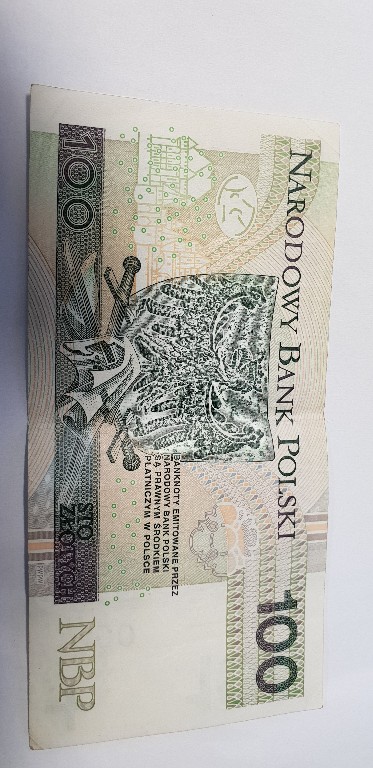 NARODOWY BANK POLSKI
100
BANKNOTY EMITOWANE PRZEZ
NARODOWY BANK POLSKI
SĄ PRAWNYM ŚRODKIEM
PŁATNICZYM W POLSCE
100
STO
ZŁOTYCH
NBP